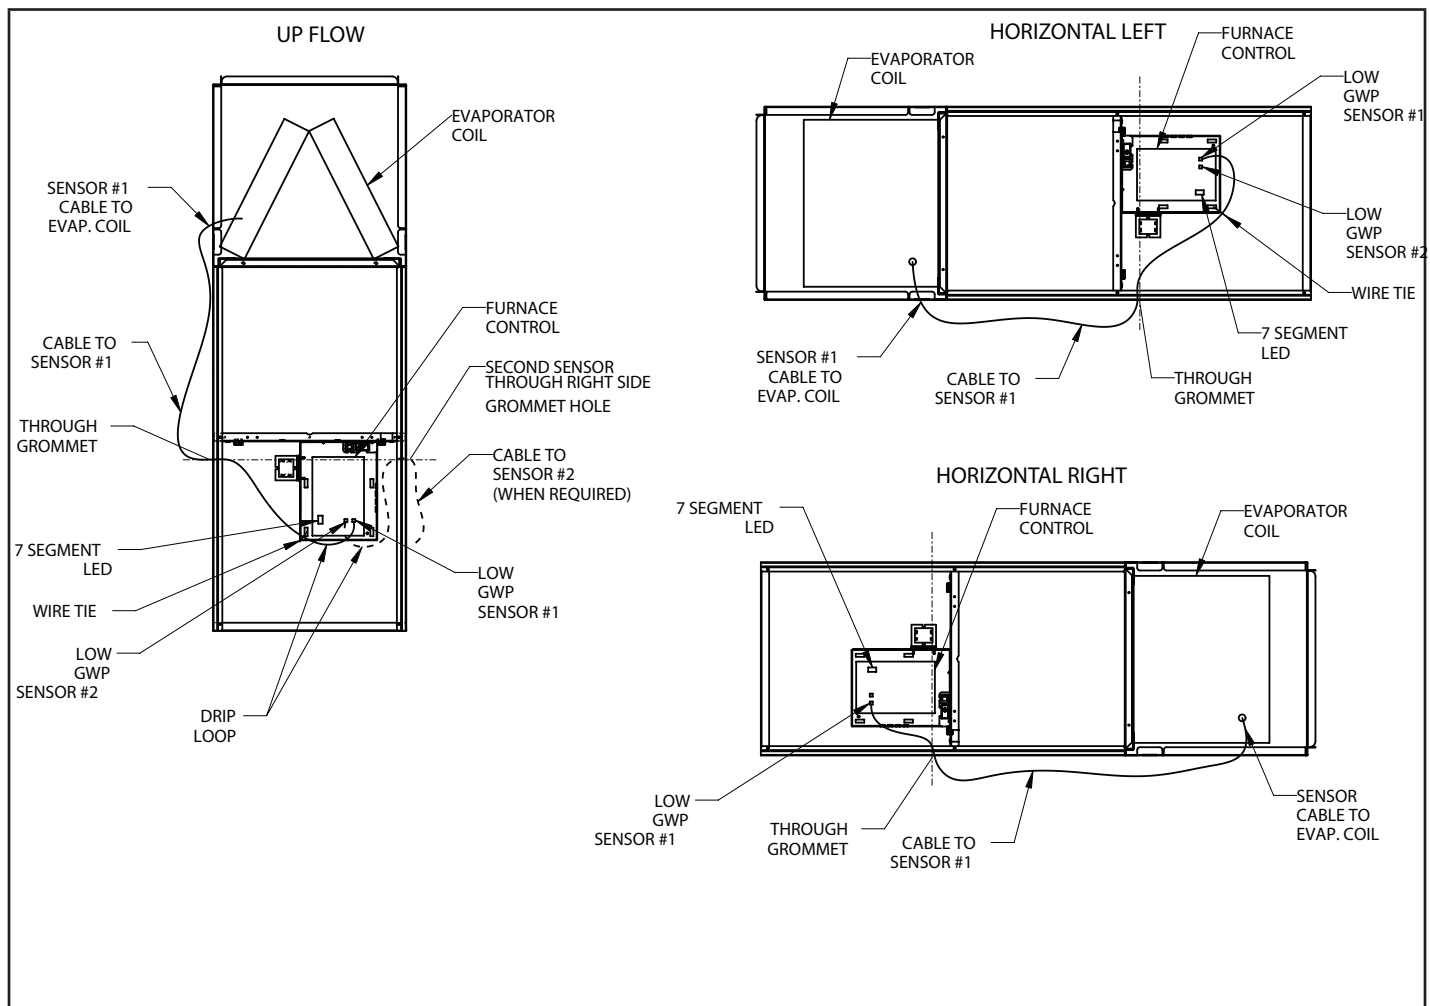 UP FLOW
EVAPORATOR
COIL
SENSOR #1
CABLE TO
EVAP. COIL
FURNACE
CONTROL
CABLE TO
SENSOR #1
SECOND SENSOR
THROUGH RIGHT SIDE
GROMMET HOLE
THROUGH
GROMMET
CABLE TO
SENSOR #2
(WHEN REQUIRED)
7 SEGMENT
LED
LOW
GWP
SENSOR #1
WIRE TIE
LOW
GWP
SENSOR #2
DRIP
LOOP
HORIZONTAL LEFT
FURNACE
CONTROL
EVAPORATOR
COIL
LOW
GWP
SENSOR #1
LOW
GWP
SENSOR #2
WIRE TIE
7 SEGMENT
LED
SENSOR #1
CABLE TO
EVAP. COIL
CABLE TO
SENSOR #1
THROUGH
GROMMET
HORIZONTAL RIGHT
7 SEGMENT
LED
FURNACE
CONTROL
EVAPORATOR
COIL
LOW
GWP
SENSOR #1
THROUGH
GROMMET
CABLE TO
SENSOR #1
SENSOR
CABLE TO
EVAP. COIL